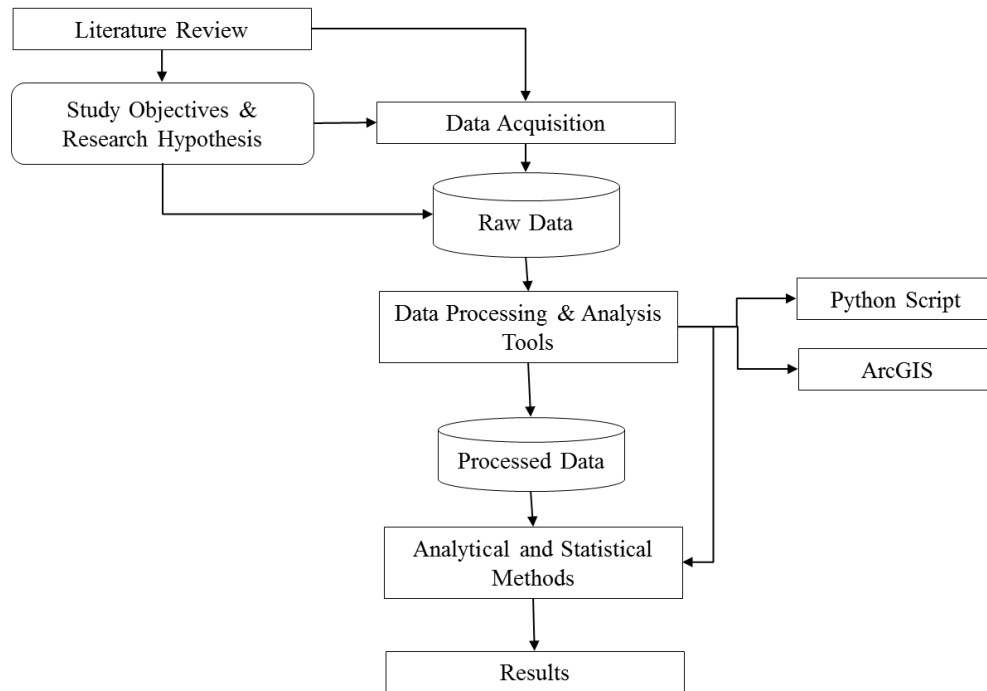 Literature Review
Study Objectives &
Research Hypothesis
Data Acquisition
Raw Data
Data Processing & Analysis
Tools
Python Script
ArcGIS
Processed Data
Analytical and Statistical
Methods
Results